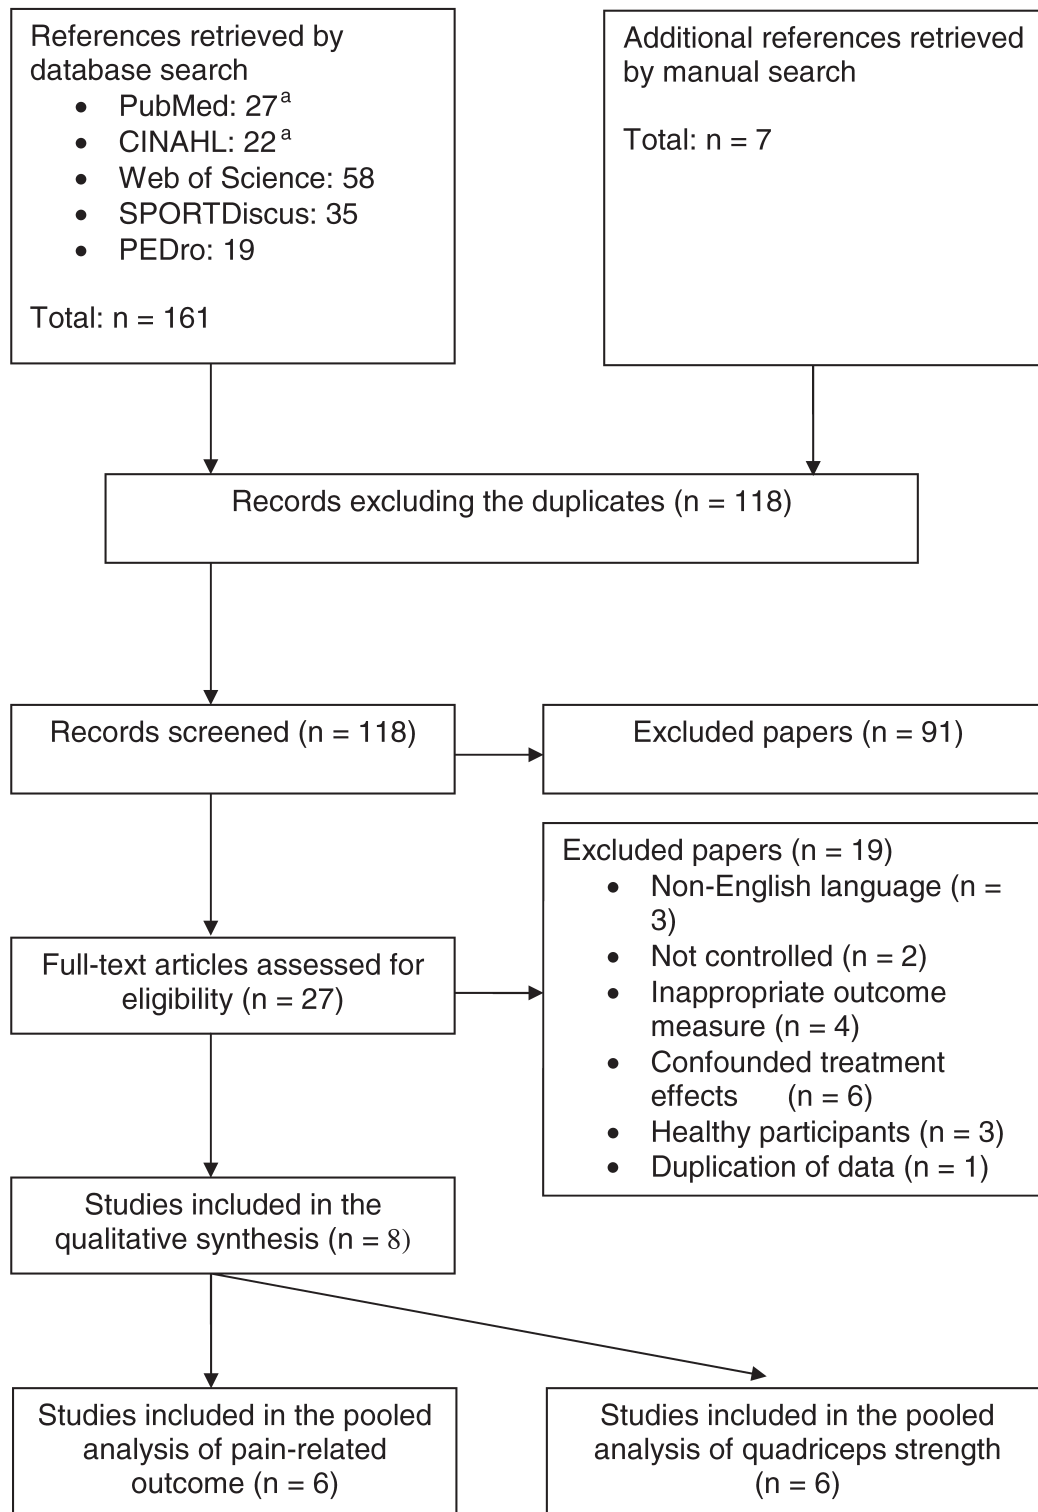 References retrieved by
database search
• PubMed: 27ᵃ
• CINAHL: 22ᵃ
• Web of Science: 58
• SPORTDiscus: 35
• PEDro: 19
Total: n = 161
Additional references retrieved
by manual search
Total: n = 7
Records excluding the duplicates (n = 118)
Records screened (n = 118)
Excluded papers (n = 91)
Excluded papers (n = 19)
• Non-English language (n =
3)
• Not controlled (n = 2)
• Inappropriate outcome
measure (n = 4)
• Confounded treatment
effects (n = 6)
• Healthy participants (n = 3)
• Duplication of data (n = 1)
Full-text articles assessed for
eligibility (n = 27)
Studies included in the
qualitative synthesis (n = 8)
Studies included in the pooled
analysis of pain-related
outcome (n = 6)
Studies included in the pooled
analysis of quadriceps strength
(n = 6)